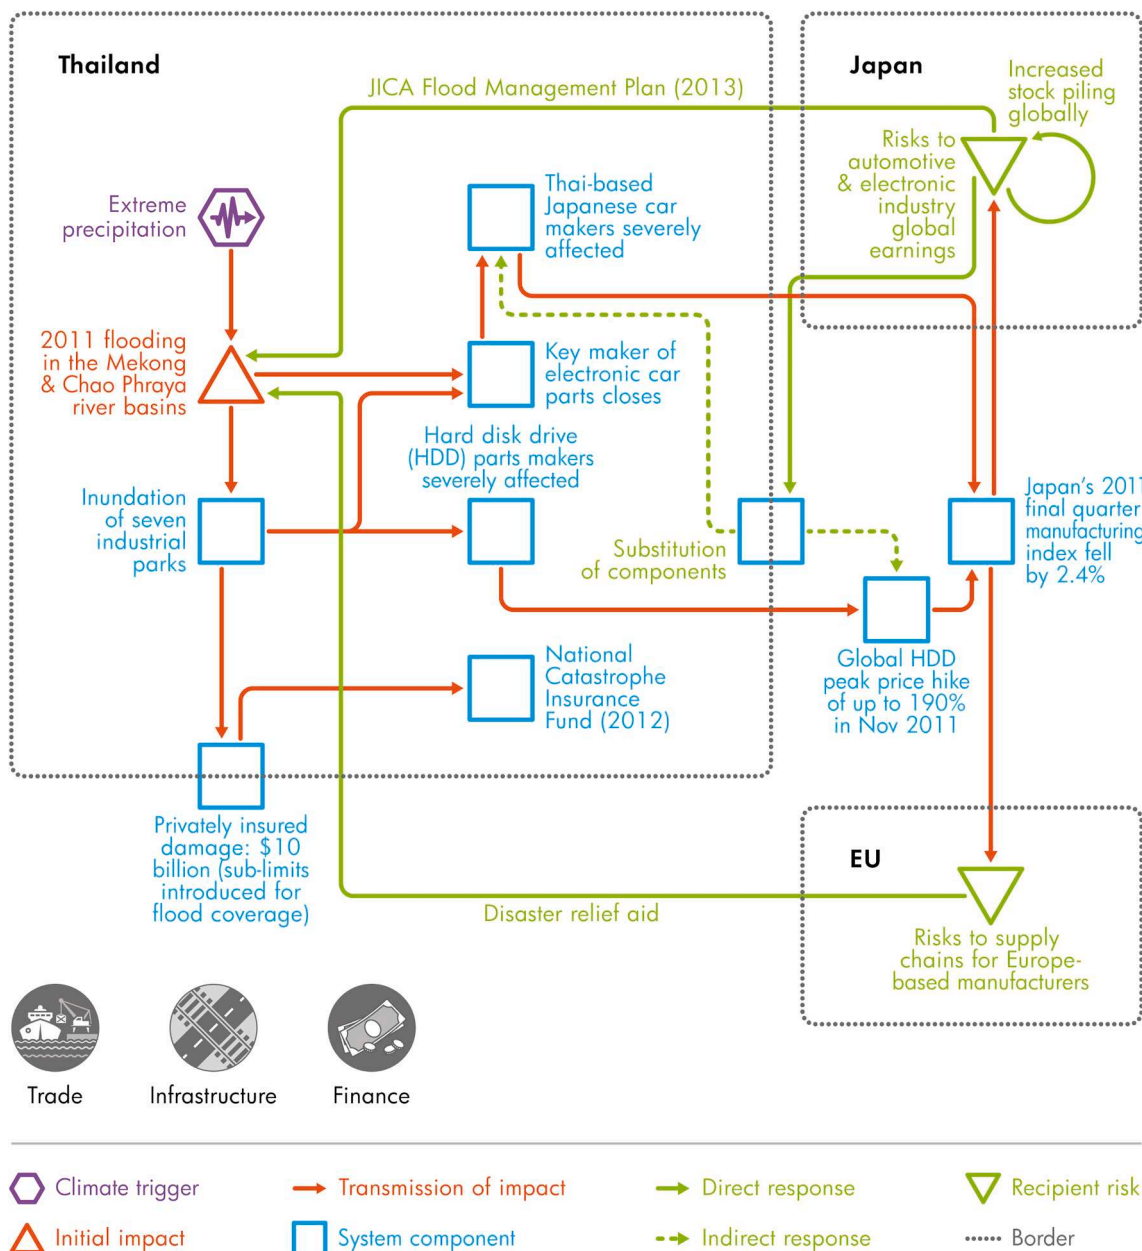 Thailand
Japan
JICA Flood Management Plan (2013)
Increased
stock piling
globally
Risks to
automotive
& electronic
industry
global
earnings
Extreme
precipitation
Thai-based
Japanese car
makers severely
affected
2011 flooding
in the Mekong
& Chao Phraya
river basins
Key maker of
electronic car
parts closes
Hard disk drive
(HDD) parts makers
severely affected
Inundation
of seven
industrial
parks
Substitution
of components
Japan's 2011
final quarter
manufacturing
index fell
by 2.4%
Global HDD
peak price hike
of up to 190%
in Nov 2011
National
Catastrophe
Insurance
Fund (2012)
Privately insured
damage: $10
billion (sub-limits
introduced for
flood coverage)
EU
Disaster relief aid
Risks to supply
chains for Europe-
based manufacturers
Trade
Infrastructure
Finance
Climate trigger
Transmission of impact
Direct response
Recipient risk
Initial impact
System component
Indirect response
Border